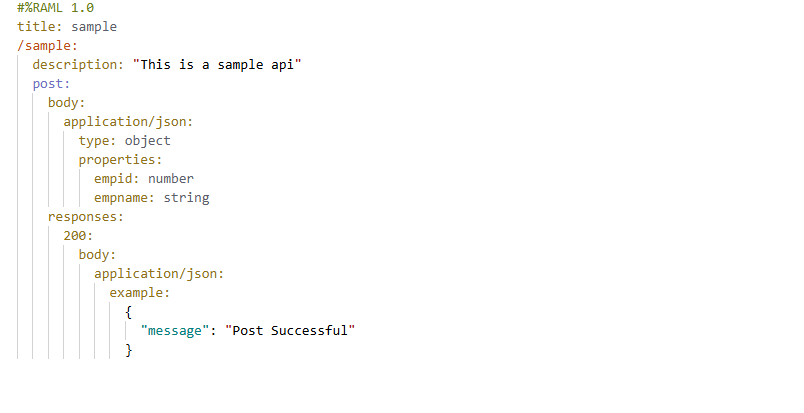 #%RAML 1.0
title: sample
/sample:
  description: "This is a sample api"
  post:
    body:
      application/json:
        type: object
        properties:
          empid: number
          empname: string
    responses:
      200:
        body:
          application/json:
            example:
              {
                "message": "Post Successful"
              }